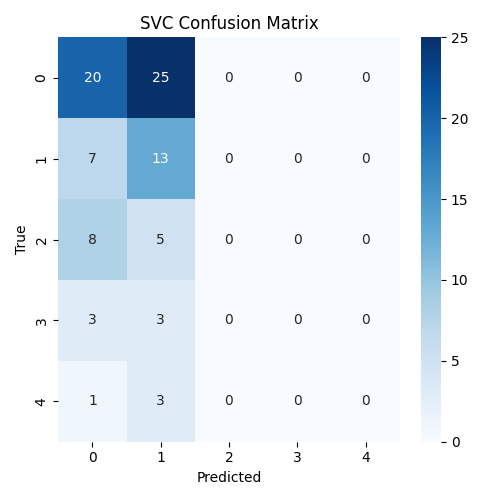 SVC Confusion Matrix
25
0 20 25 0 0 0
20
1 7 13 0 0 0
15
True
2 8 5 0 0 0
10
3 3 3 0 0 0
5
4 1 3 0 0 0
0
0 1 2 3 4
Predicted